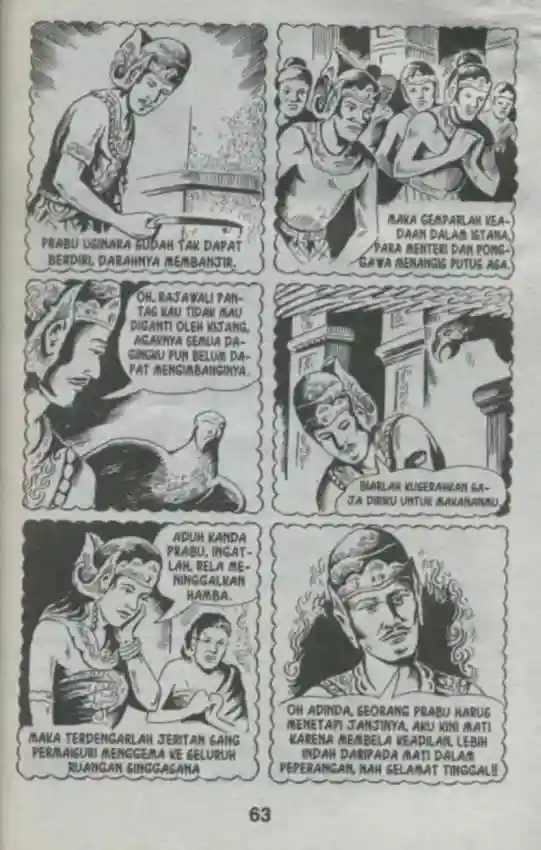 PRABU USINARA SUDAH TAK DAPAT
BERDIRI, DARAHNYA MEMBANJIR.
MAKA GEMPARLAH KEA-
DAAN DALAM ISTANA,
PARA MENTERI DAN PONG-
GAWA MENANGIS PUTUS ASA.
OH, RAJAWALI PAN-
TAS KAU TIDAK MAU
DIGANTI OLEH KIJANG,
AGAKNYA SEMUA DA-
GINGKU PUN BELUM DA-
PAT MENGIMBANGINYA.
BIARLAH KUSERAHKAN SA-
JA DIRIKU UNTUK MAKANANMU
ADUH KANDA
PRABU, INGAT-
LAH, RELA ME-
NINGGALKAN
HAMBA.
MAKA TERDENGARLAH JERITAN SANG
PERMAISURI MENGGEMA KE SELURUH
RUANGAN SINGGASANA
OH ADINDA, SEORANG PRABU HARUS
MENETAPI JANJINYA, AKU KINI MATI
KARENA MEMBELA KEADILAN, LEBIH
INDAH DARIPADA MATI DALAM
PEPERANGAN, NAH SELAMAT TINGGAL!!
63